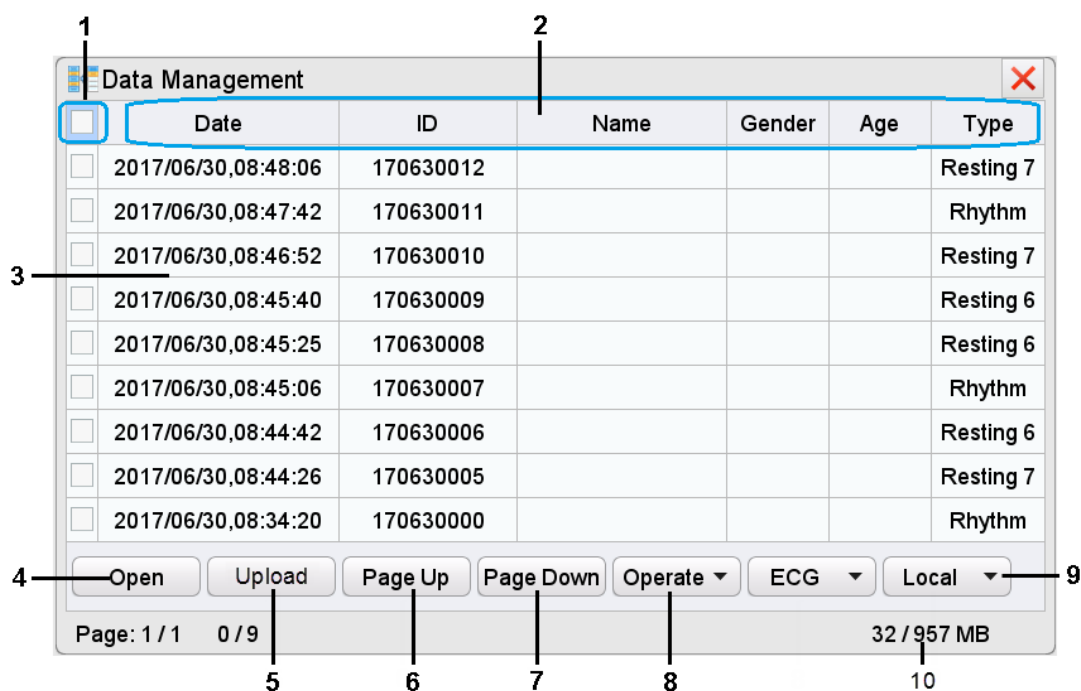 1 2
Data Management
Date ID Name Gender Age Type
2017/06/30,08:48:06 170630012 Resting 7
2017/06/30,08:47:42 170630011 Rhythm
2017/06/30,08:46:52 170630010 Resting 7
3
2017/06/30,08:45:40 170630009 Resting 6
2017/06/30,08:45:25 170630008 Resting 6
2017/06/30,08:45:06 170630007 Rhythm
2017/06/30,08:44:42 170630006 Resting 6
2017/06/30,08:44:26 170630005 Resting 7
2017/06/30,08:34:20 170630000 Rhythm
4 Open Upload Page Up Page Down Operate ECG Local 9
Page: 1 / 1 0 / 9 32 / 957 MB
5 6 7 8 10